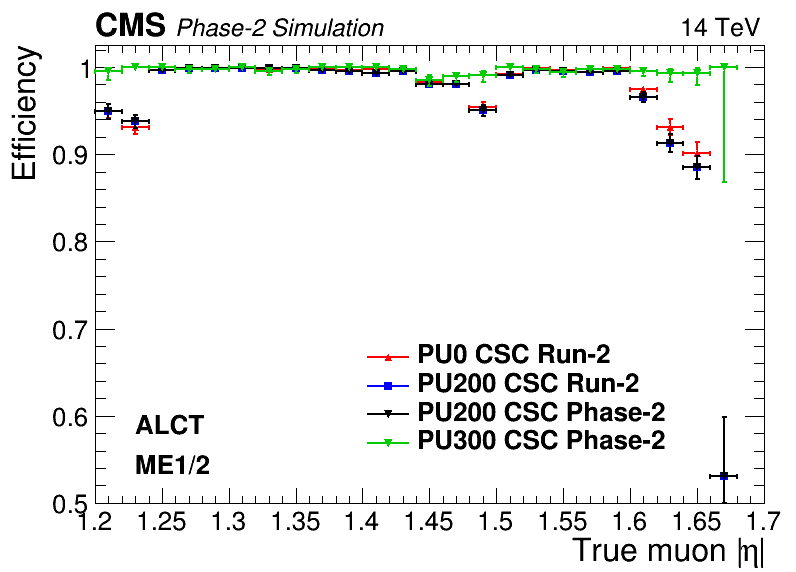 CMS Phase-2 Simulation 14 TeV
Efficiency
1
0.9
0.8
0.7
0.6
0.5
PU0 CSC Run-2
PU200 CSC Run-2
PU200 CSC Phase-2
PU300 CSC Phase-2
ALCT
ME1/2
1.2 1.25 1.3 1.35 1.4 1.45 1.5 1.55 1.6 1.65 1.7
True muon |η|